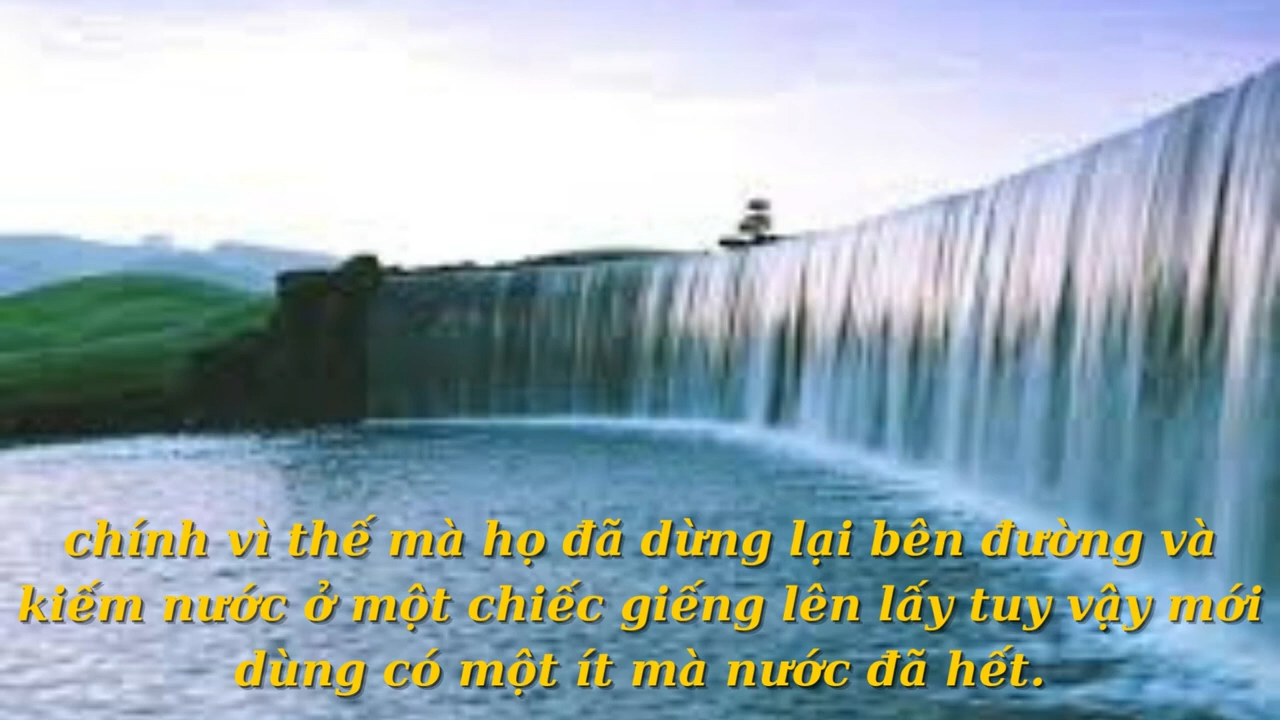 chính vì thế mà họ đã dừng lại bên đường và
kiếm nước ở một chiếc giếng lên lấy tuy vậy mới
dùng có một ít mà nước đã hết.